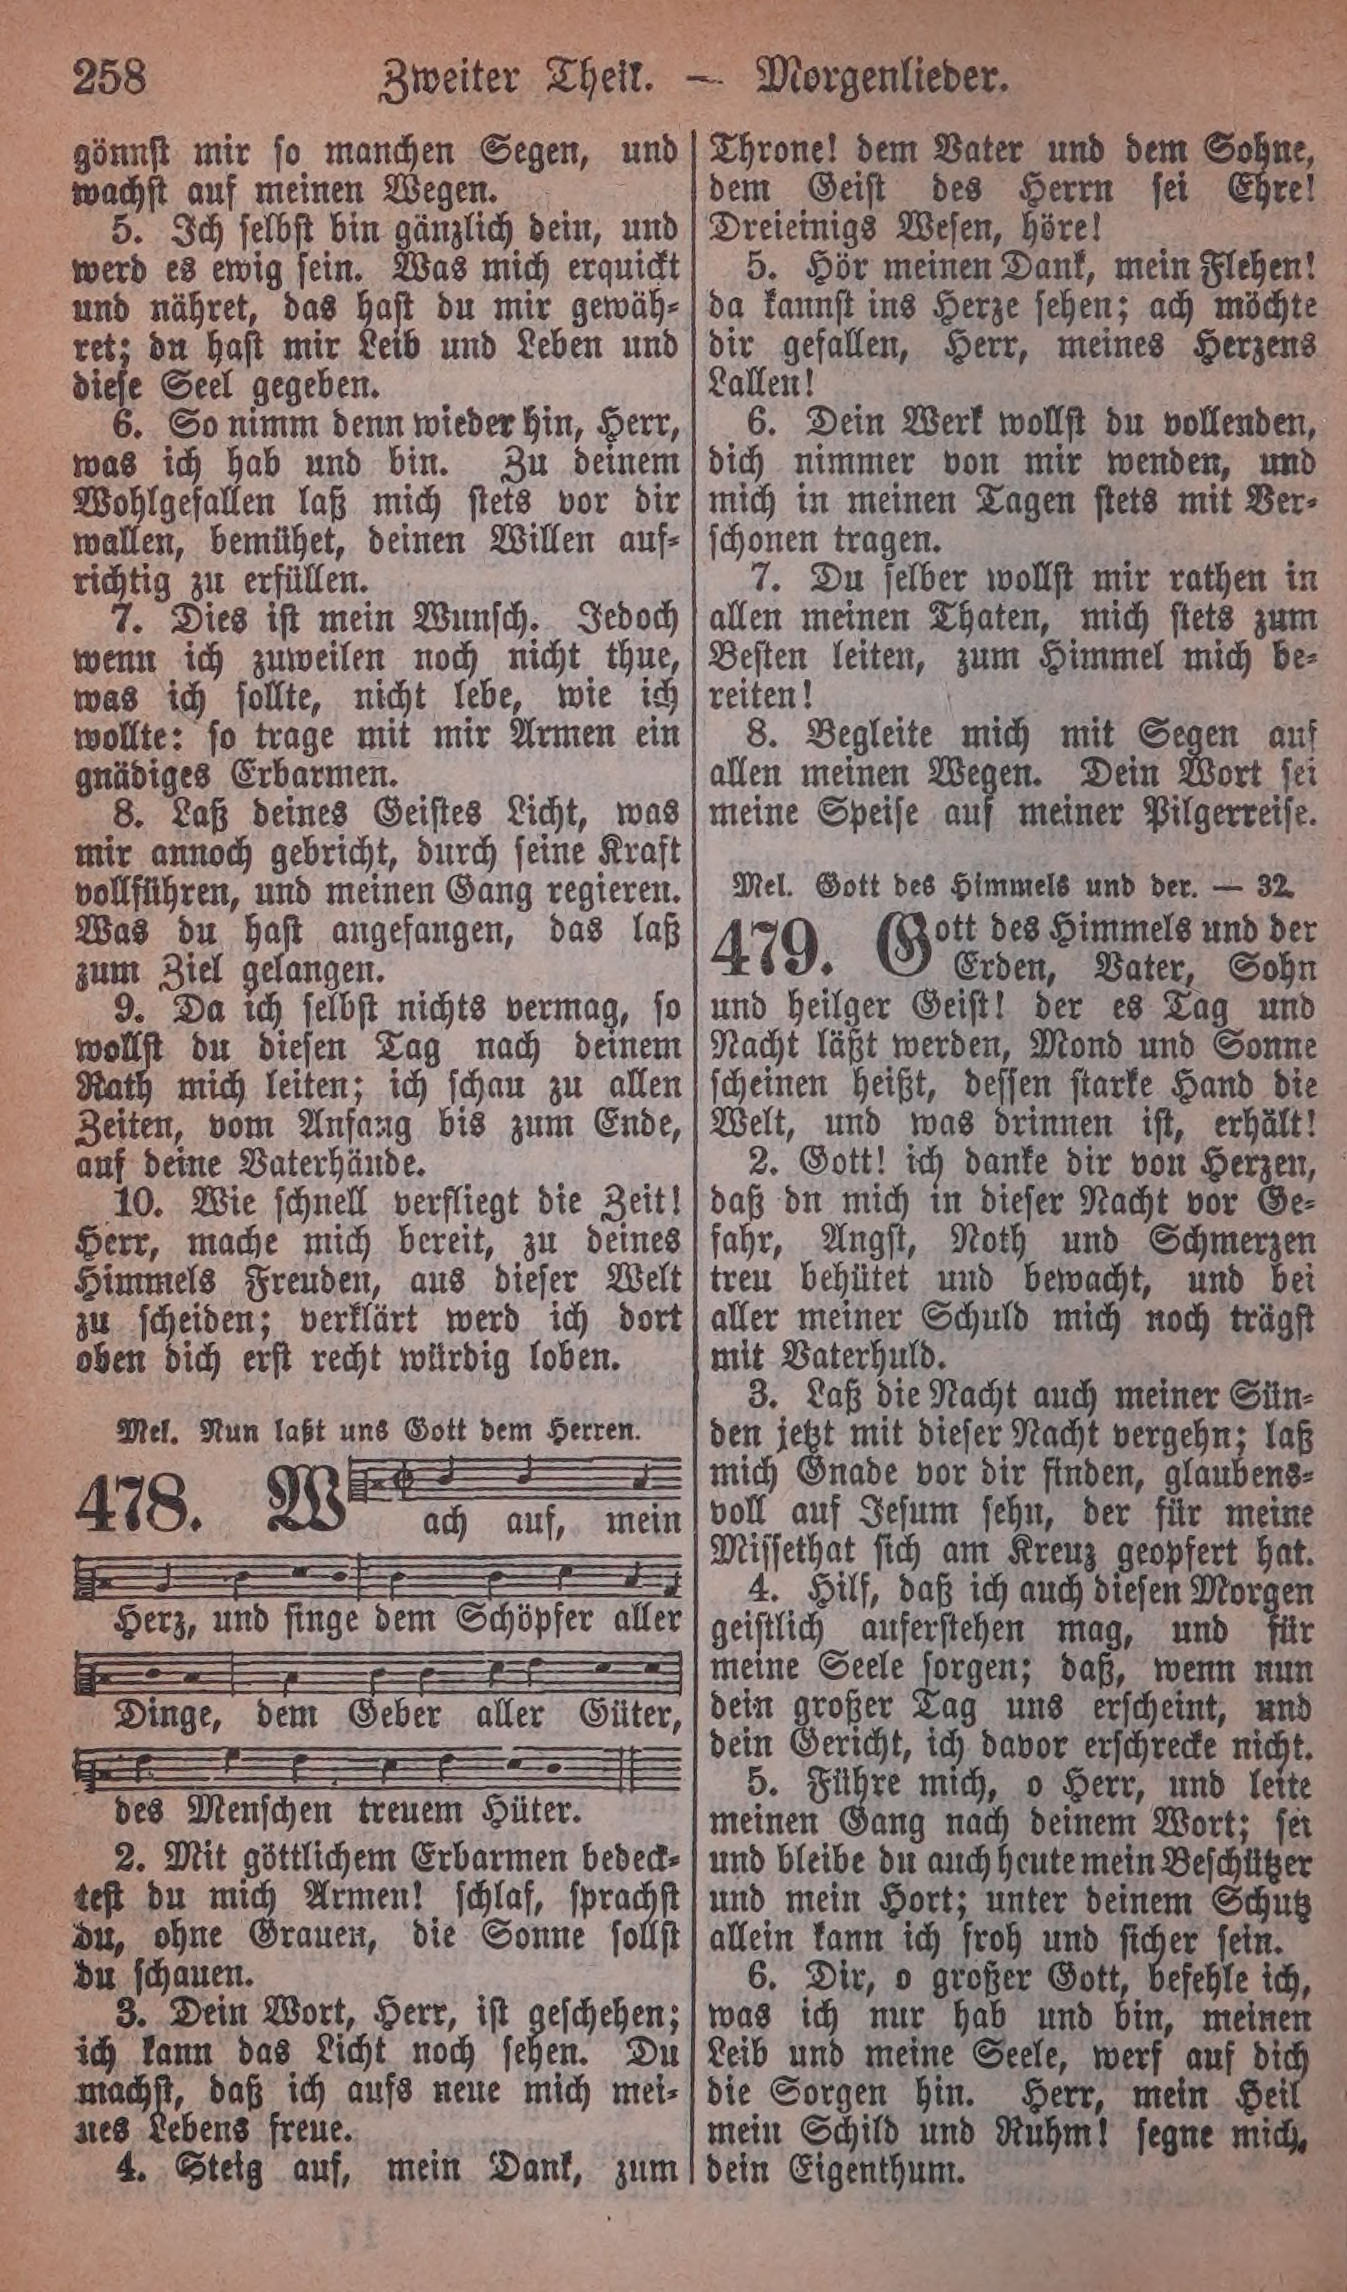 258 Zweiter Theil. — Morgenlieder.
gönnst mir so manchen Segen, und
wachst auf meinen Wegen.
5. Ich selbst bin gänzlich dein, und
werd es ewig sein. Was mich erquickt
und nähret, das hast du mir gewäh-
ret; du hast mir Leib und Leben und
diese Seel gegeben.
6. So nimm denn wieder hin, Herr,
was ich hab und bin. Zu deinem
Wohlgefallen laß mich stets vor dir
wallen, bemühet, deinen Willen auf-
richtig zu erfüllen.
7. Dies ist mein Wunsch. Jedoch
wenn ich zuweilen noch nicht thue,
was ich sollte, nicht lebe, wie ich
wollte: so trage mit mir Armen ein
gnädiges Erbarmen.
8. Laß deines Geistes Licht, was
mir annoch gebricht, durch seine Kraft
vollführen, und meinen Gang regieren.
Was du hast angefangen, das laß
zum Ziel gelangen.
9. Da ich selbst nichts vermag, so
wollst du diesen Tag nach deinem
Rath mich leiten; ich schau zu allen
Zeiten, vom Anfang bis zum Ende,
auf deine Vaterhände.
10. Wie schnell verfliegt die Zeit!
Herr, mache mich bereit, zu deines
Himmels Freuden, aus dieser Welt
zu scheiden; verklärt werd ich dort
oben dich erst recht würdig loben.
Mel. Nun laßt uns Gott dem Herren.
478. Wach auf, mein
Herz, und singe dem Schöpfer aller
Dinge, dem Geber aller Güter,
des Menschen treuem Hüter.
2. Mit göttlichem Erbarmen bedeck-
test du mich Armen! schlaf, sprachst
du, ohne Grauen, die Sonne sollst
du schauen.
3. Dein Wort, Herr, ist geschehen;
ich kann das Licht noch sehen. Du
machst, daß ich aufs neue mich mei-
nes Lebens freue.
4. Steig auf, mein Dank, zum
Throne! dem Vater und dem Sohne,
dem Geist des Herrn sei Ehre!
Dreieinigs Wesen, höre!
5. Hör meinen Dank, mein Flehen!
da kannst ins Herze sehen; ach möchte
dir gefallen, Herr, meines Herzens
Lallen!
6. Dein Werk wollst du vollenden,
dich nimmer von mir wenden, und
mich in meinen Tagen stets mit Ver-
schonen tragen.
7. Du selber wollst mir rathen in
allen meinen Thaten, mich stets zum
Besten leiten, zum Himmel mich be-
reiten!
8. Begleite mich mit Segen auf
allen meinen Wegen. Dein Wort sei
meine Speise auf meiner Pilgerreise.
Mel. Gott des Himmels und der. — 32.
479. Gott des Himmels und der
Erden, Vater, Sohn
und heilger Geist! der es Tag und
Nacht läßt werden, Mond und Sonne
scheinen heißt, dessen starke Hand die
Welt, und was drinnen ist, erhält!
2. Gott! ich danke dir von Herzen,
daß du mich in dieser Nacht vor Ge-
fahr, Angst, Noth und Schmerzen
treu behütet und bewacht, und bei
aller meiner Schuld mich noch trägst
mit Vaterhuld.
3. Laß die Nacht auch meiner Sün-
den jetzt mit dieser Nacht vergehn; laß
mich Gnade vor dir finden, glaubens-
voll auf Jesum sehn, der für meine
Missethat sich am Kreuz geopfert hat.
4. Hilf, daß ich auch diesen Morgen
geistlich auferstehen mag, und für
meine Seele sorgen; daß, wenn nun
dein großer Tag uns erscheint, und
dein Gericht, ich davor erschrecke nicht.
5. Führe mich, o Herr, und leite
meinen Gang nach deinem Wort; sei
und bleibe du auch heute mein Beschützer
und mein Hort; unter deinem Schutz
allein kann ich froh und sicher sein.
6. Dir, o großer Gott, befehle ich,
was ich nur hab und bin, meinen
Leib und meine Seele, werf auf dich
die Sorgen hin. Herr, mein Heil
mein Schild und Ruhm! segne mich,
dein Eigenthum.